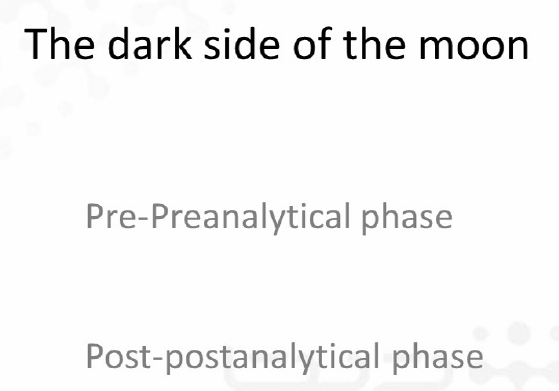 The dark side of the moon
Pre-Preanalytical phase
Post-postanalytical phase